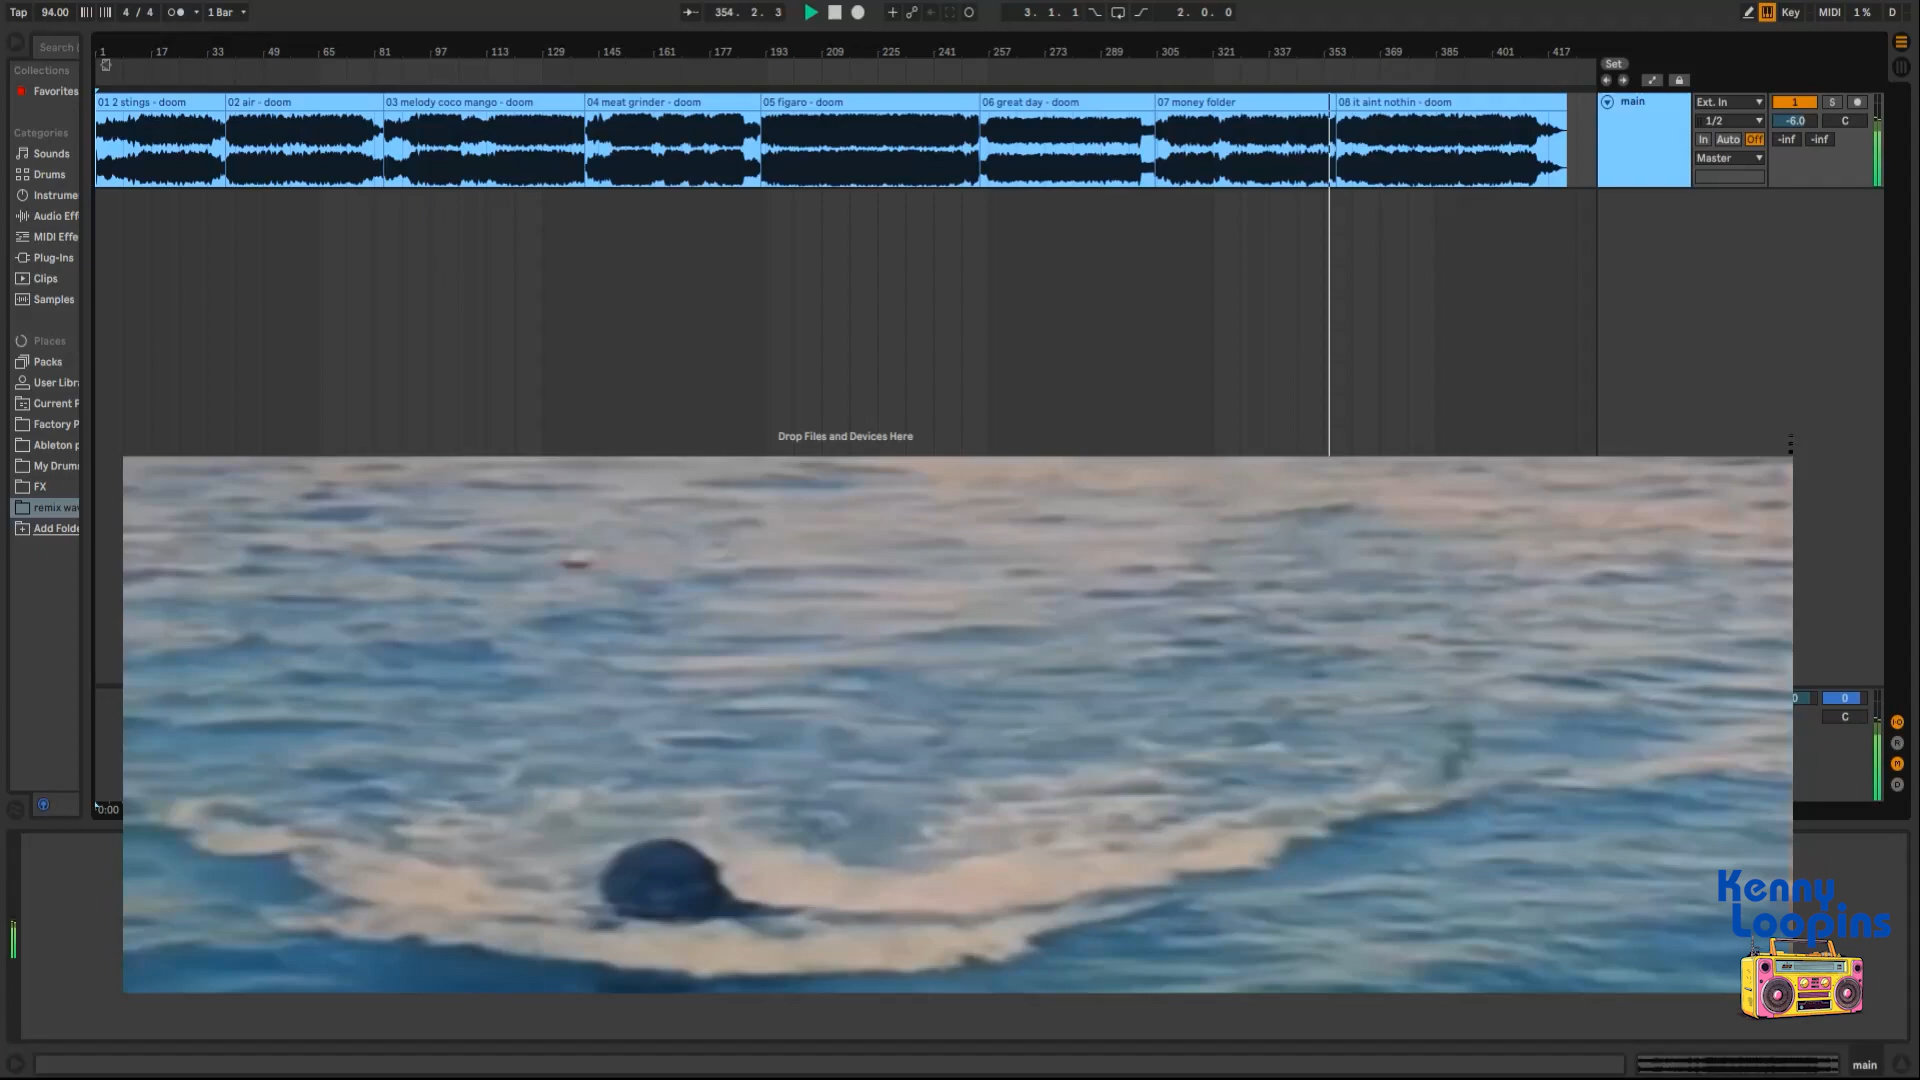 Tap 94.00 4 / 4 1 Bar 354. 2. 3 3. 1. 1 2. 0. 0 Key MIDI 1 % D
Search (
1 17 33 49 65 81 97 113 129 145 161 177 193 209 225 241 257 273 289 305 321 337 353 369 385 401 417
Set
Collections
Favorites
01 2 stings - doom 02 air - doom 03 melody coco mango - doom 04 meat grinder - doom 05 figaro - doom 06 great day - doom 07 money folder 08 it aint nothin - doom main Ext. In 1 S
1/2 -6.0 C
In Auto Off -inf -inf
Master
Categories
Sounds
Drums
Instrume
Audio Eff
MIDI Effe
Plug-Ins
Clips
Samples
Places
Packs
User Libra
Current P
Factory P
Ableton p
My Drum
FX
remix wav
Add Folde
Drop Files and Devices Here
0 0
C
I·O
R
M
D
0:00
Kenny
Loopins
main